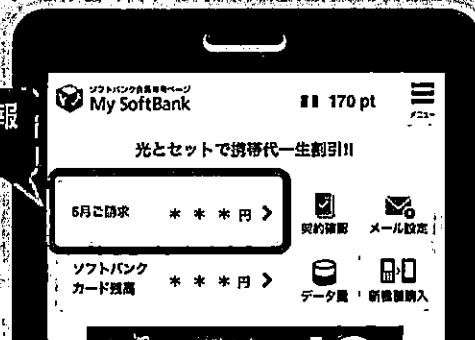 報
ソフトバンク会員専用ページ
My SoftBank
170 pt
メニュー
光とセットで携帯代一生割引!!
6月ご請求 ＊ ＊ ＊ 円
契約確認
メール設定
ソフトバンク
カード残高 ＊ ＊ ＊ 円
データ量
新機種購入